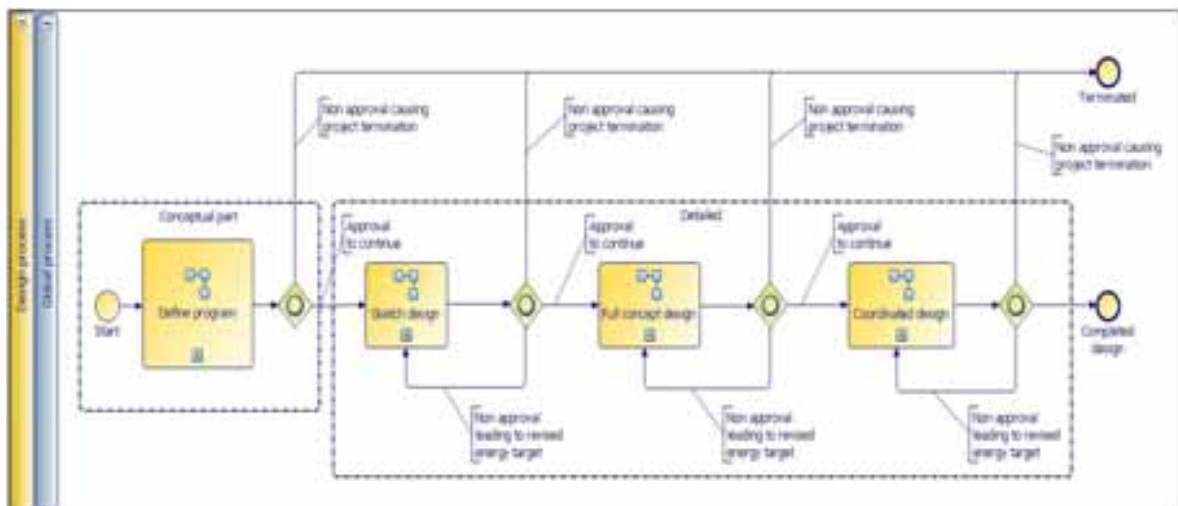 Design process
Global process
Terminated
Non approval causing
project termination
Non approval causing
project termination
Non approval causing
project termination
Non approval causing
project termination
Conceptual part
Detailed
Approval
to continue
Approval
to continue
Approval
to continue
Start
Define program
Sketch design
Full concept design
Coordinated design
Completed
design
Non approval
leading to revised
energy target
Non approval
leading to revised
energy target
Non approval
leading to revised
energy target